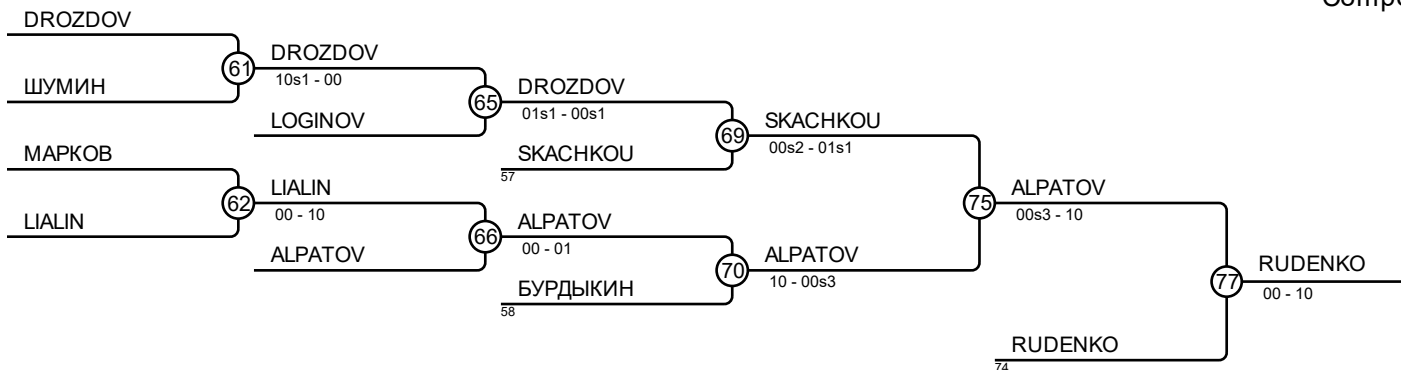 Compe
DROZDOV
61
DROZDOV
10s1 - 00
ШУМИН
65
DROZDOV
01s1 - 00s1
LOGINOV
69
SKACHKOU
00s2 - 01s1
МАРКОВ
SKACHKOU
57
62
LIALIN
00 - 10
75
ALPATOV
00s3 - 10
LIALIN
66
ALPATOV
00 - 01
ALPATOV
70
ALPATOV
10 - 00s3
77
RUDENKO
00 - 10
БУРДЫКИН
58
RUDENKO
74